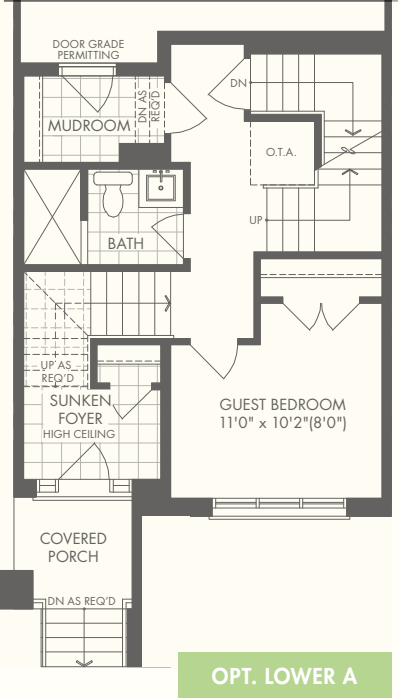 DOOR GRADE
PERMITTING
DN
DN AS
REQ'D
MUDROOM
O.T.A.
UP
BATH
UP AS
REQ'D
SUNKEN
FOYER
HIGH CEILING
GUEST BEDROOM
11'0" x 10'2"(8'0")
COVERED
PORCH
DN AS REQ'D
OPT. LOWER A